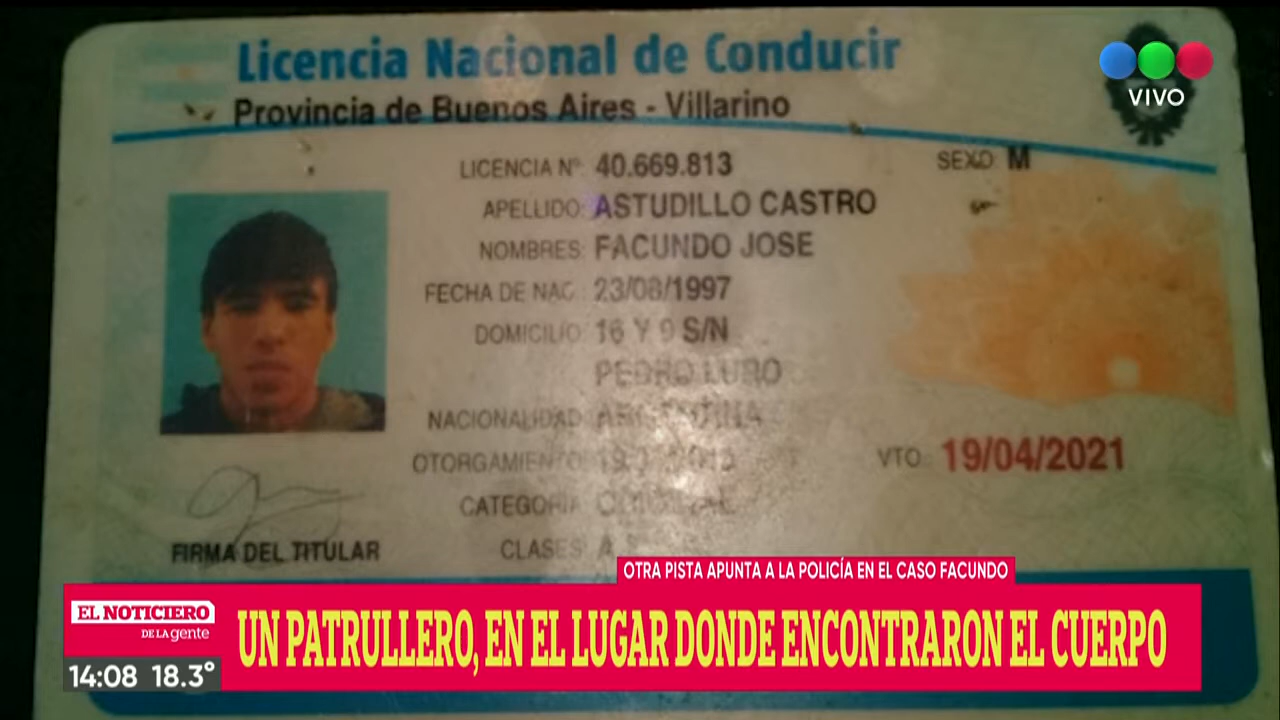 Licencia Nacional de Conducir
Provincia de Buenos Aires - Villarino
VIVO
LICENCIA Nº: 40.669.813
SEXO: M
APELLIDO: ASTUDILLO CASTRO
NOMBRES: FACUNDO JOSE
FECHA DE NAC.: 23/08/1997
DOMICILIO: 16 Y 9 S/N
PEDRO LURO
NACIONALIDAD ARGENTINA
OTORGAMIENTO
VTO: 19/04/2021
CATEGORIA
CLASES A
FIRMA DEL TITULAR
OTRA PISTA APUNTA A LA POLICÍA EN EL CASO FACUNDO
EL NOTICIERO
DE LA gente
UN PATRULLERO, EN EL LUGAR DONDE ENCONTRARON EL CUERPO
14:08 18.3°